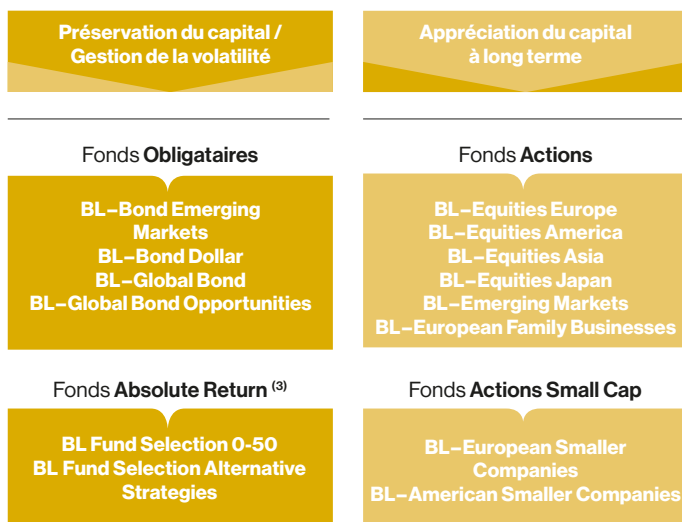 Préservation du capital /
Gestion de la volatilité
Fonds Obligataires
BL–Bond Emerging
Markets
BL–Bond Dollar
BL–Global Bond
BL–Global Bond Opportunities
Fonds Absolute Return (3)
BL Fund Selection 0-50
BL Fund Selection Alternative
Strategies
Appréciation du capital
à long terme
Fonds Actions
BL–Equities Europe
BL–Equities America
BL–Equities Asia
BL–Equities Japan
BL–Emerging Markets
BL–European Family Businesses
Fonds Actions Small Cap
BL–European Smaller
Companies
BL–American Smaller Companies